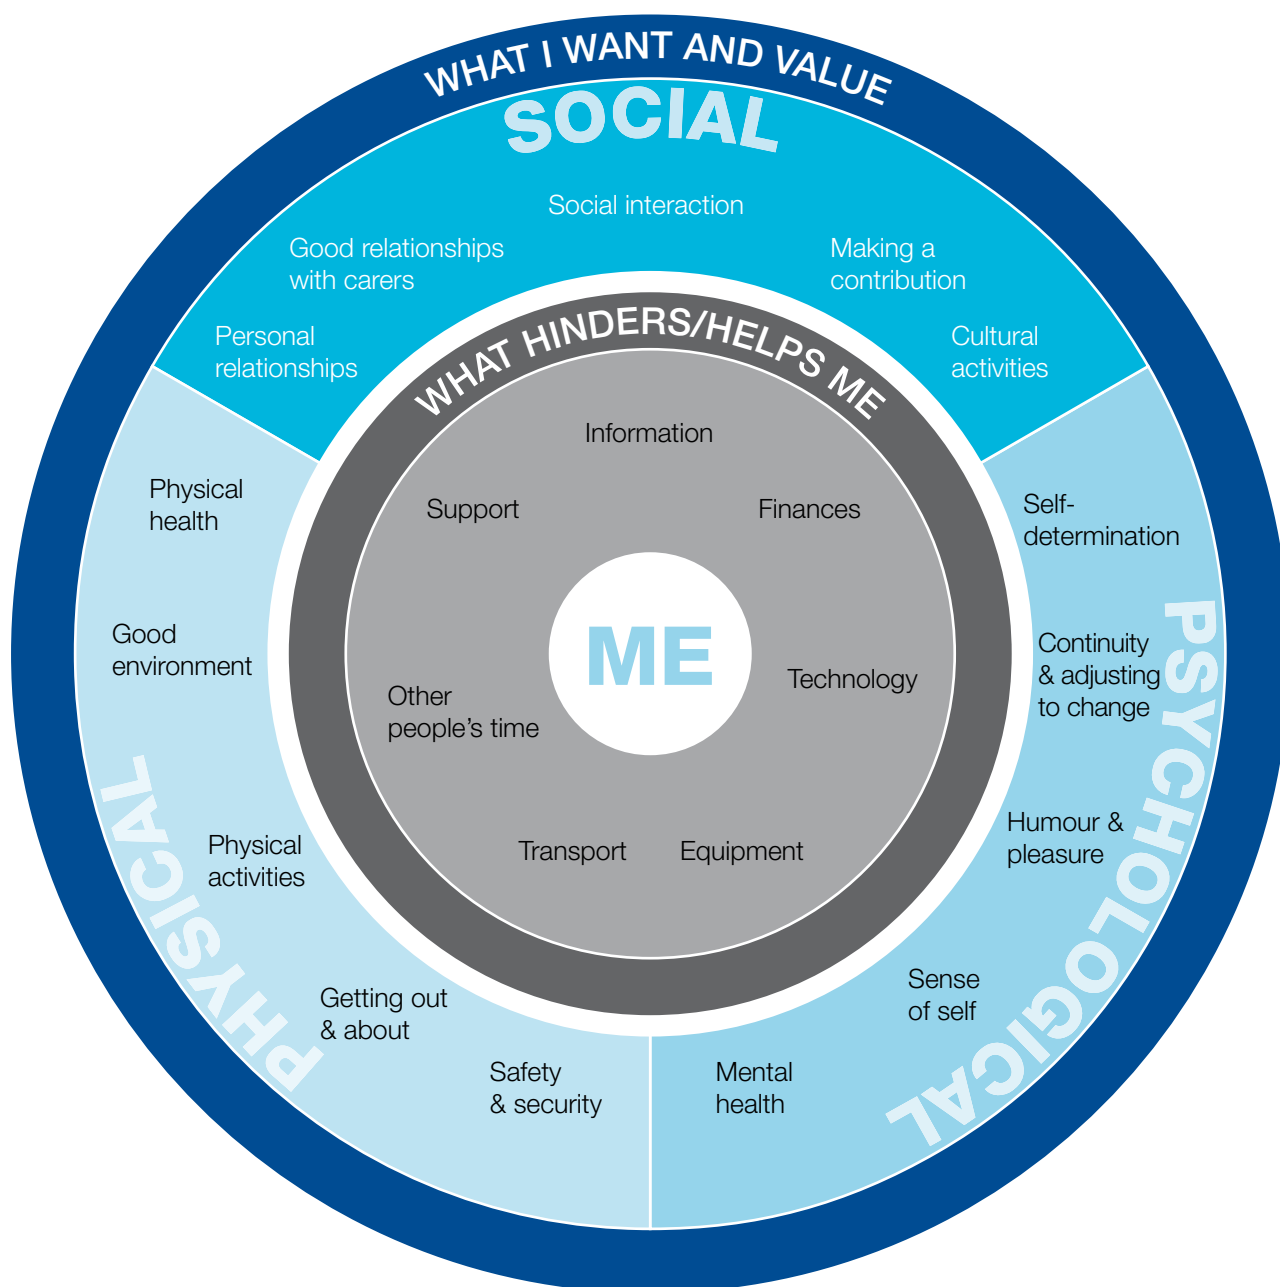 WHAT I WANT AND VALUE
SOCIAL
Social interaction
Good relationships
with carers
Making a
contribution
Personal
relationships
Cultural
activities
WHAT HINDERS/HELPS ME
Information
Support
Finances
ME
Technology
Other
people’s time
Transport
Equipment
Physical
health
Good
environment
PHYSICAL
Physical
activities
Getting out
& about
Safety
& security
Self-
determination
PSYCHOLOGICAL
Continuity
& adjusting
to change
Humour &
pleasure
Sense
of self
Mental
health